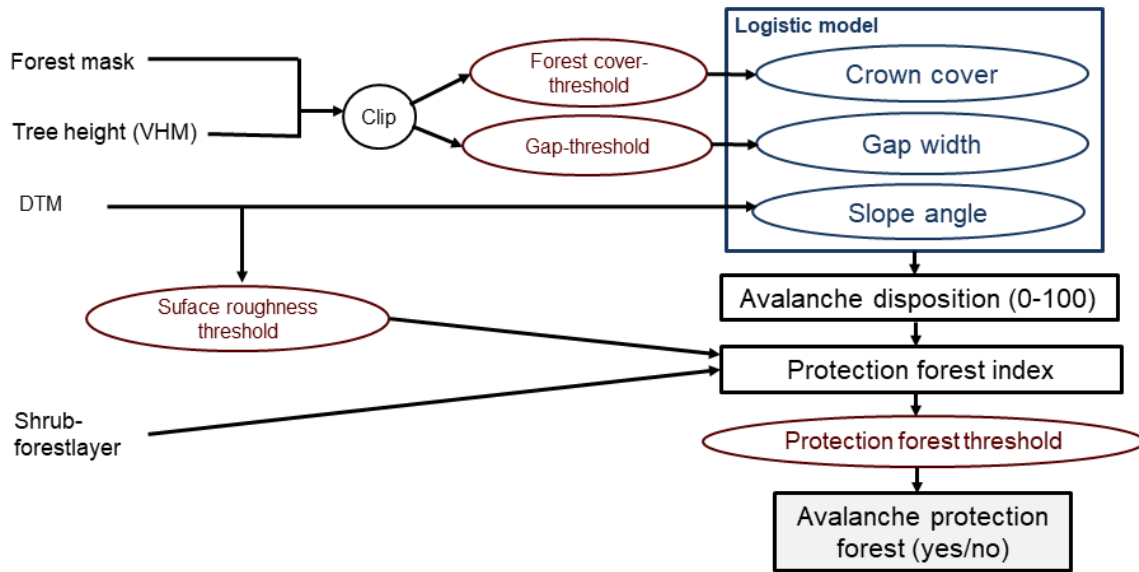 Logistic model
Forest mask
Forest cover-
threshold
Crown cover
Clip
Tree height (VHM)
Gap-threshold
Gap width
DTM
Slope angle
Suface roughness
threshold
Avalanche disposition (0-100)
Protection forest index
Shrub-
forestlayer
Protection forest threshold
Avalanche protection
forest (yes/no)